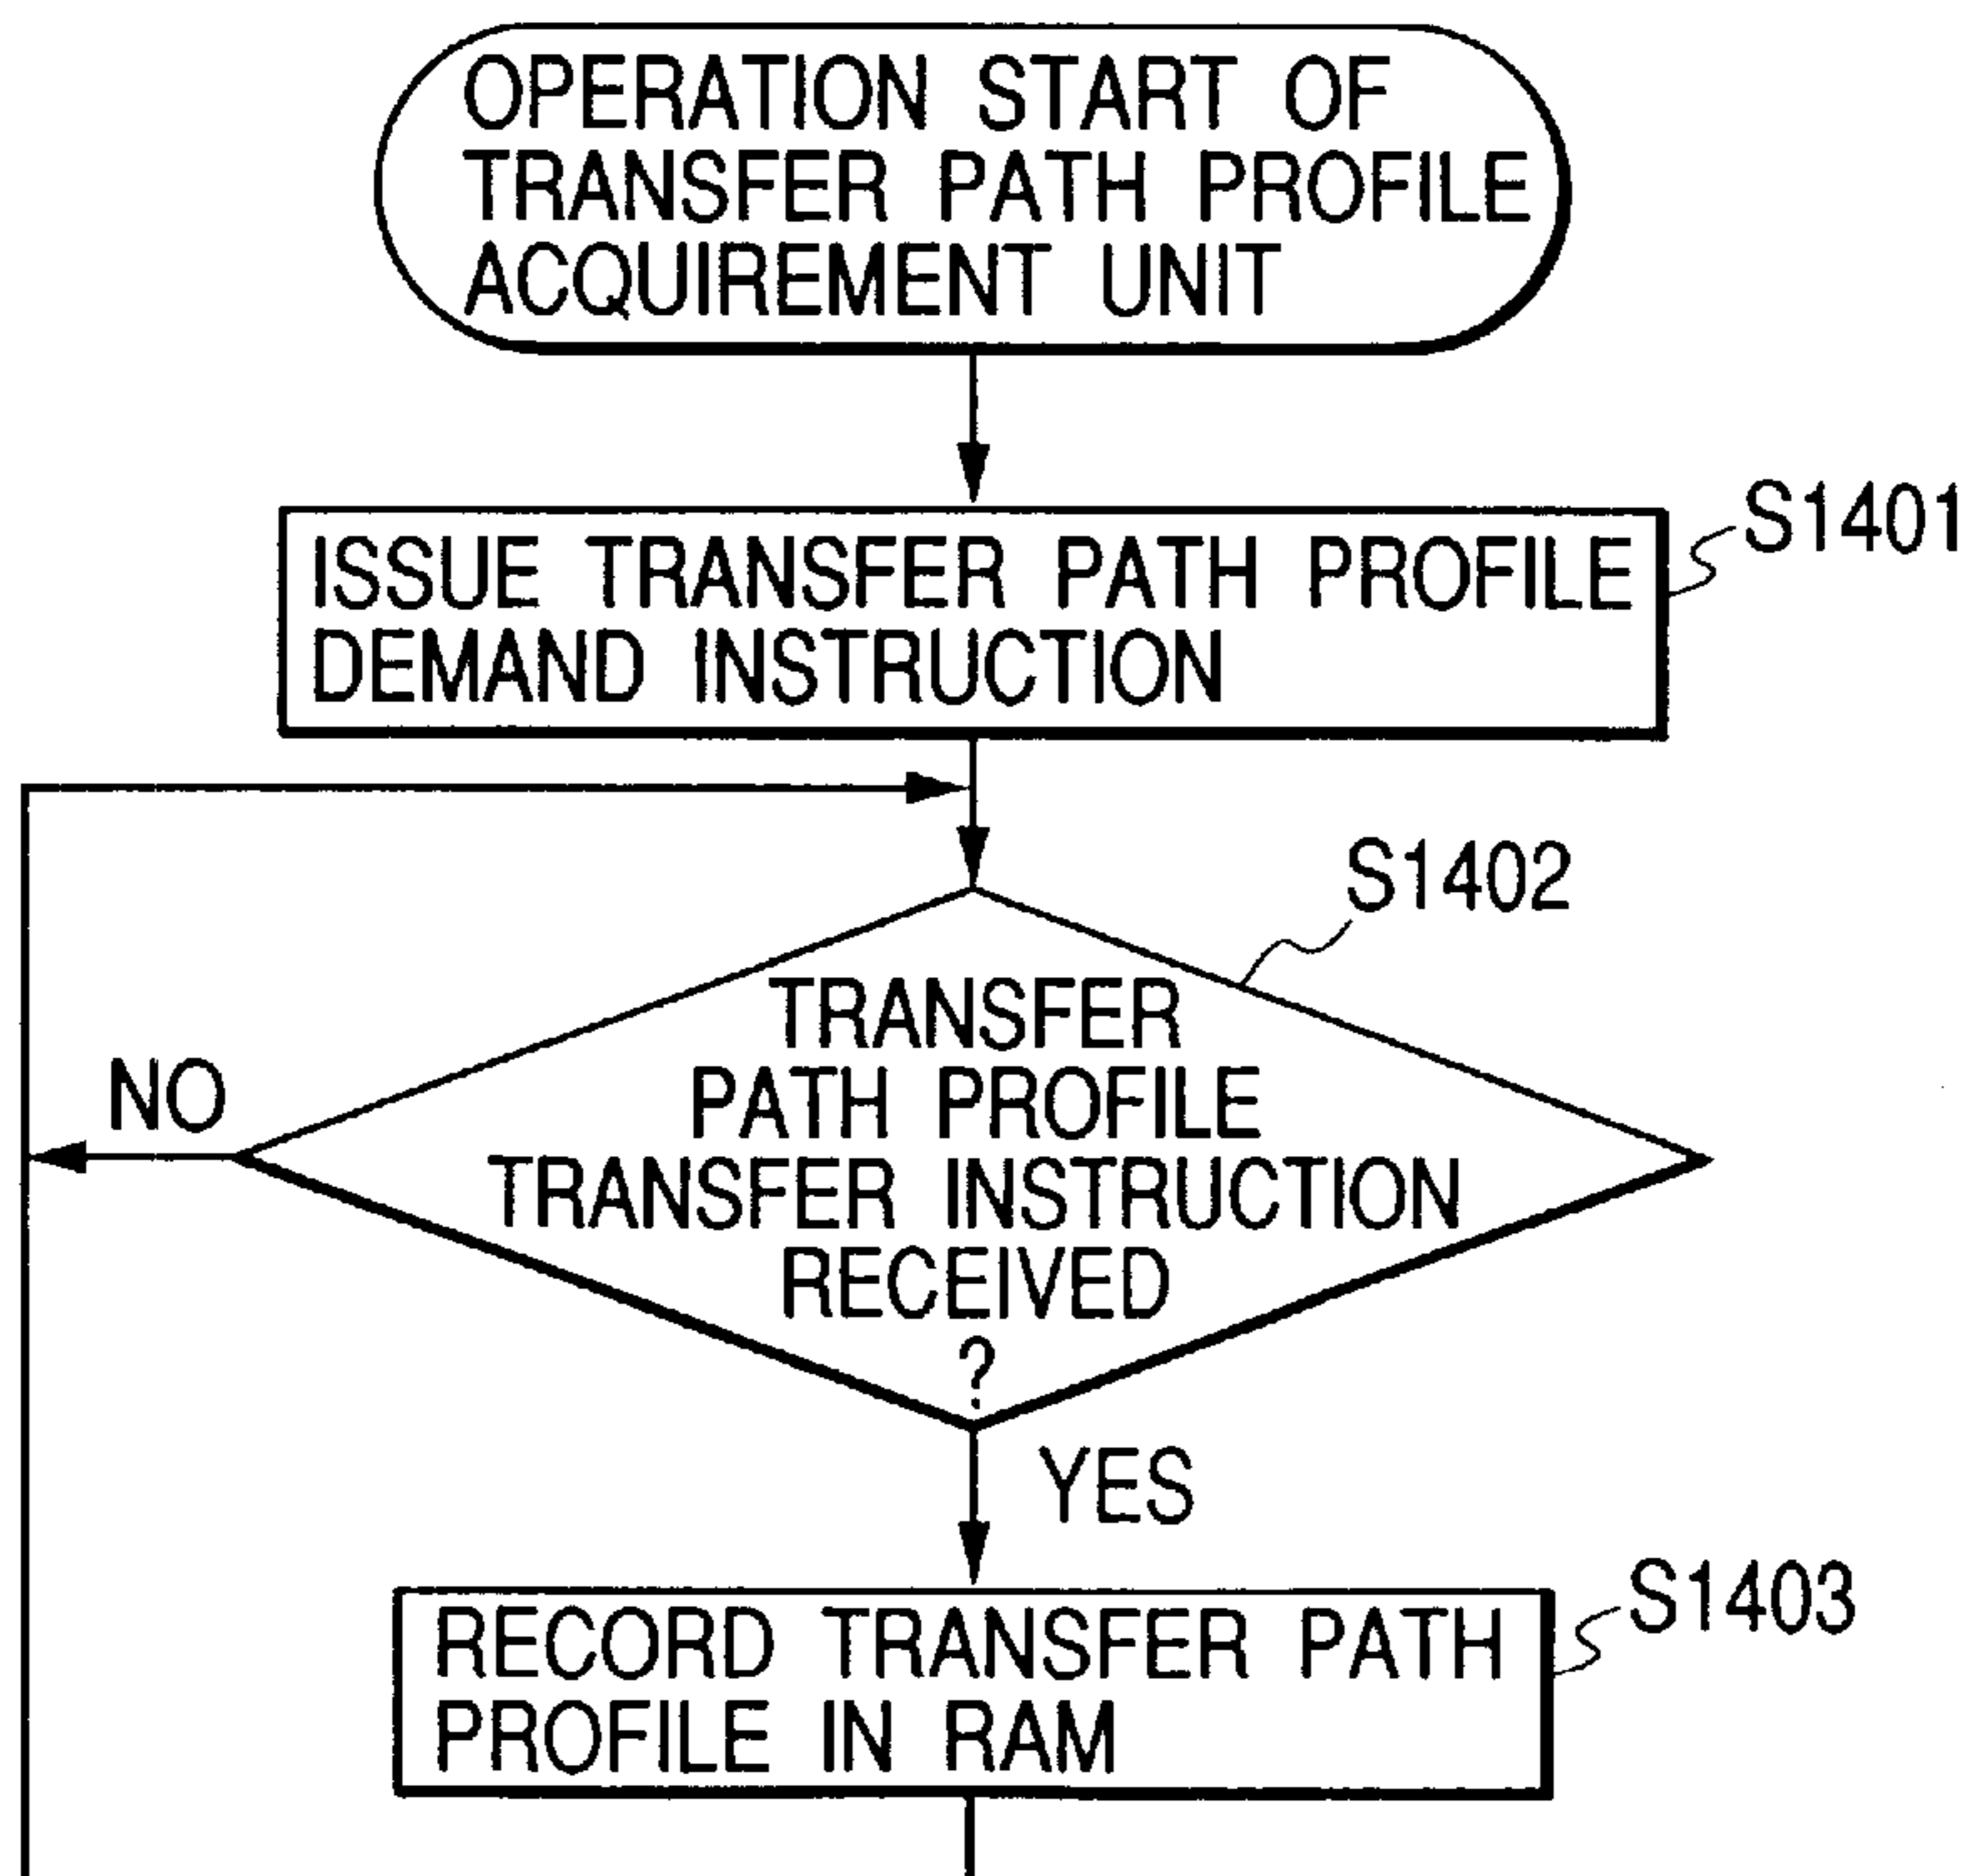 OPERATION START OF
TRANSFER PATH PROFILE
ACQUIREMENT UNIT
S1401
ISSUE TRANSFER PATH PROFILE
DEMAND INSTRUCTION
S1402
TRANSFER
PATH PROFILE
TRANSFER INSTRUCTION
RECEIVED
?
NO
YES
S1403
RECORD TRANSFER PATH
PROFILE IN RAM